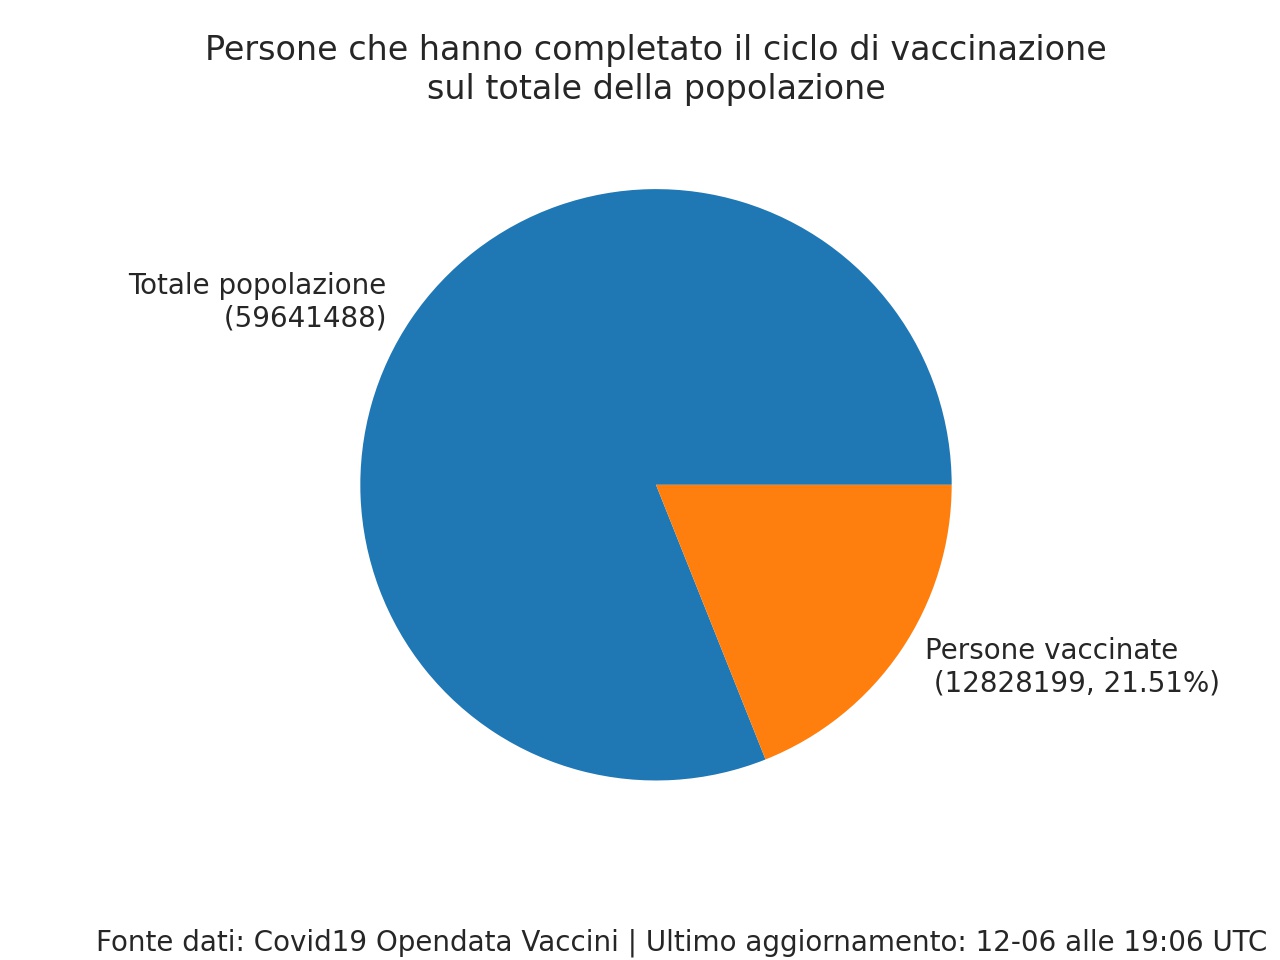 Persone che hanno completato il ciclo di vaccinazione
sul totale della popolazione
Totale popolazione
(59641488)
Persone vaccinate
(12828199, 21.51%)
Fonte dati: Covid19 Opendata Vaccini | Ultimo aggiornamento: 12-06 alle 19:06 UTC